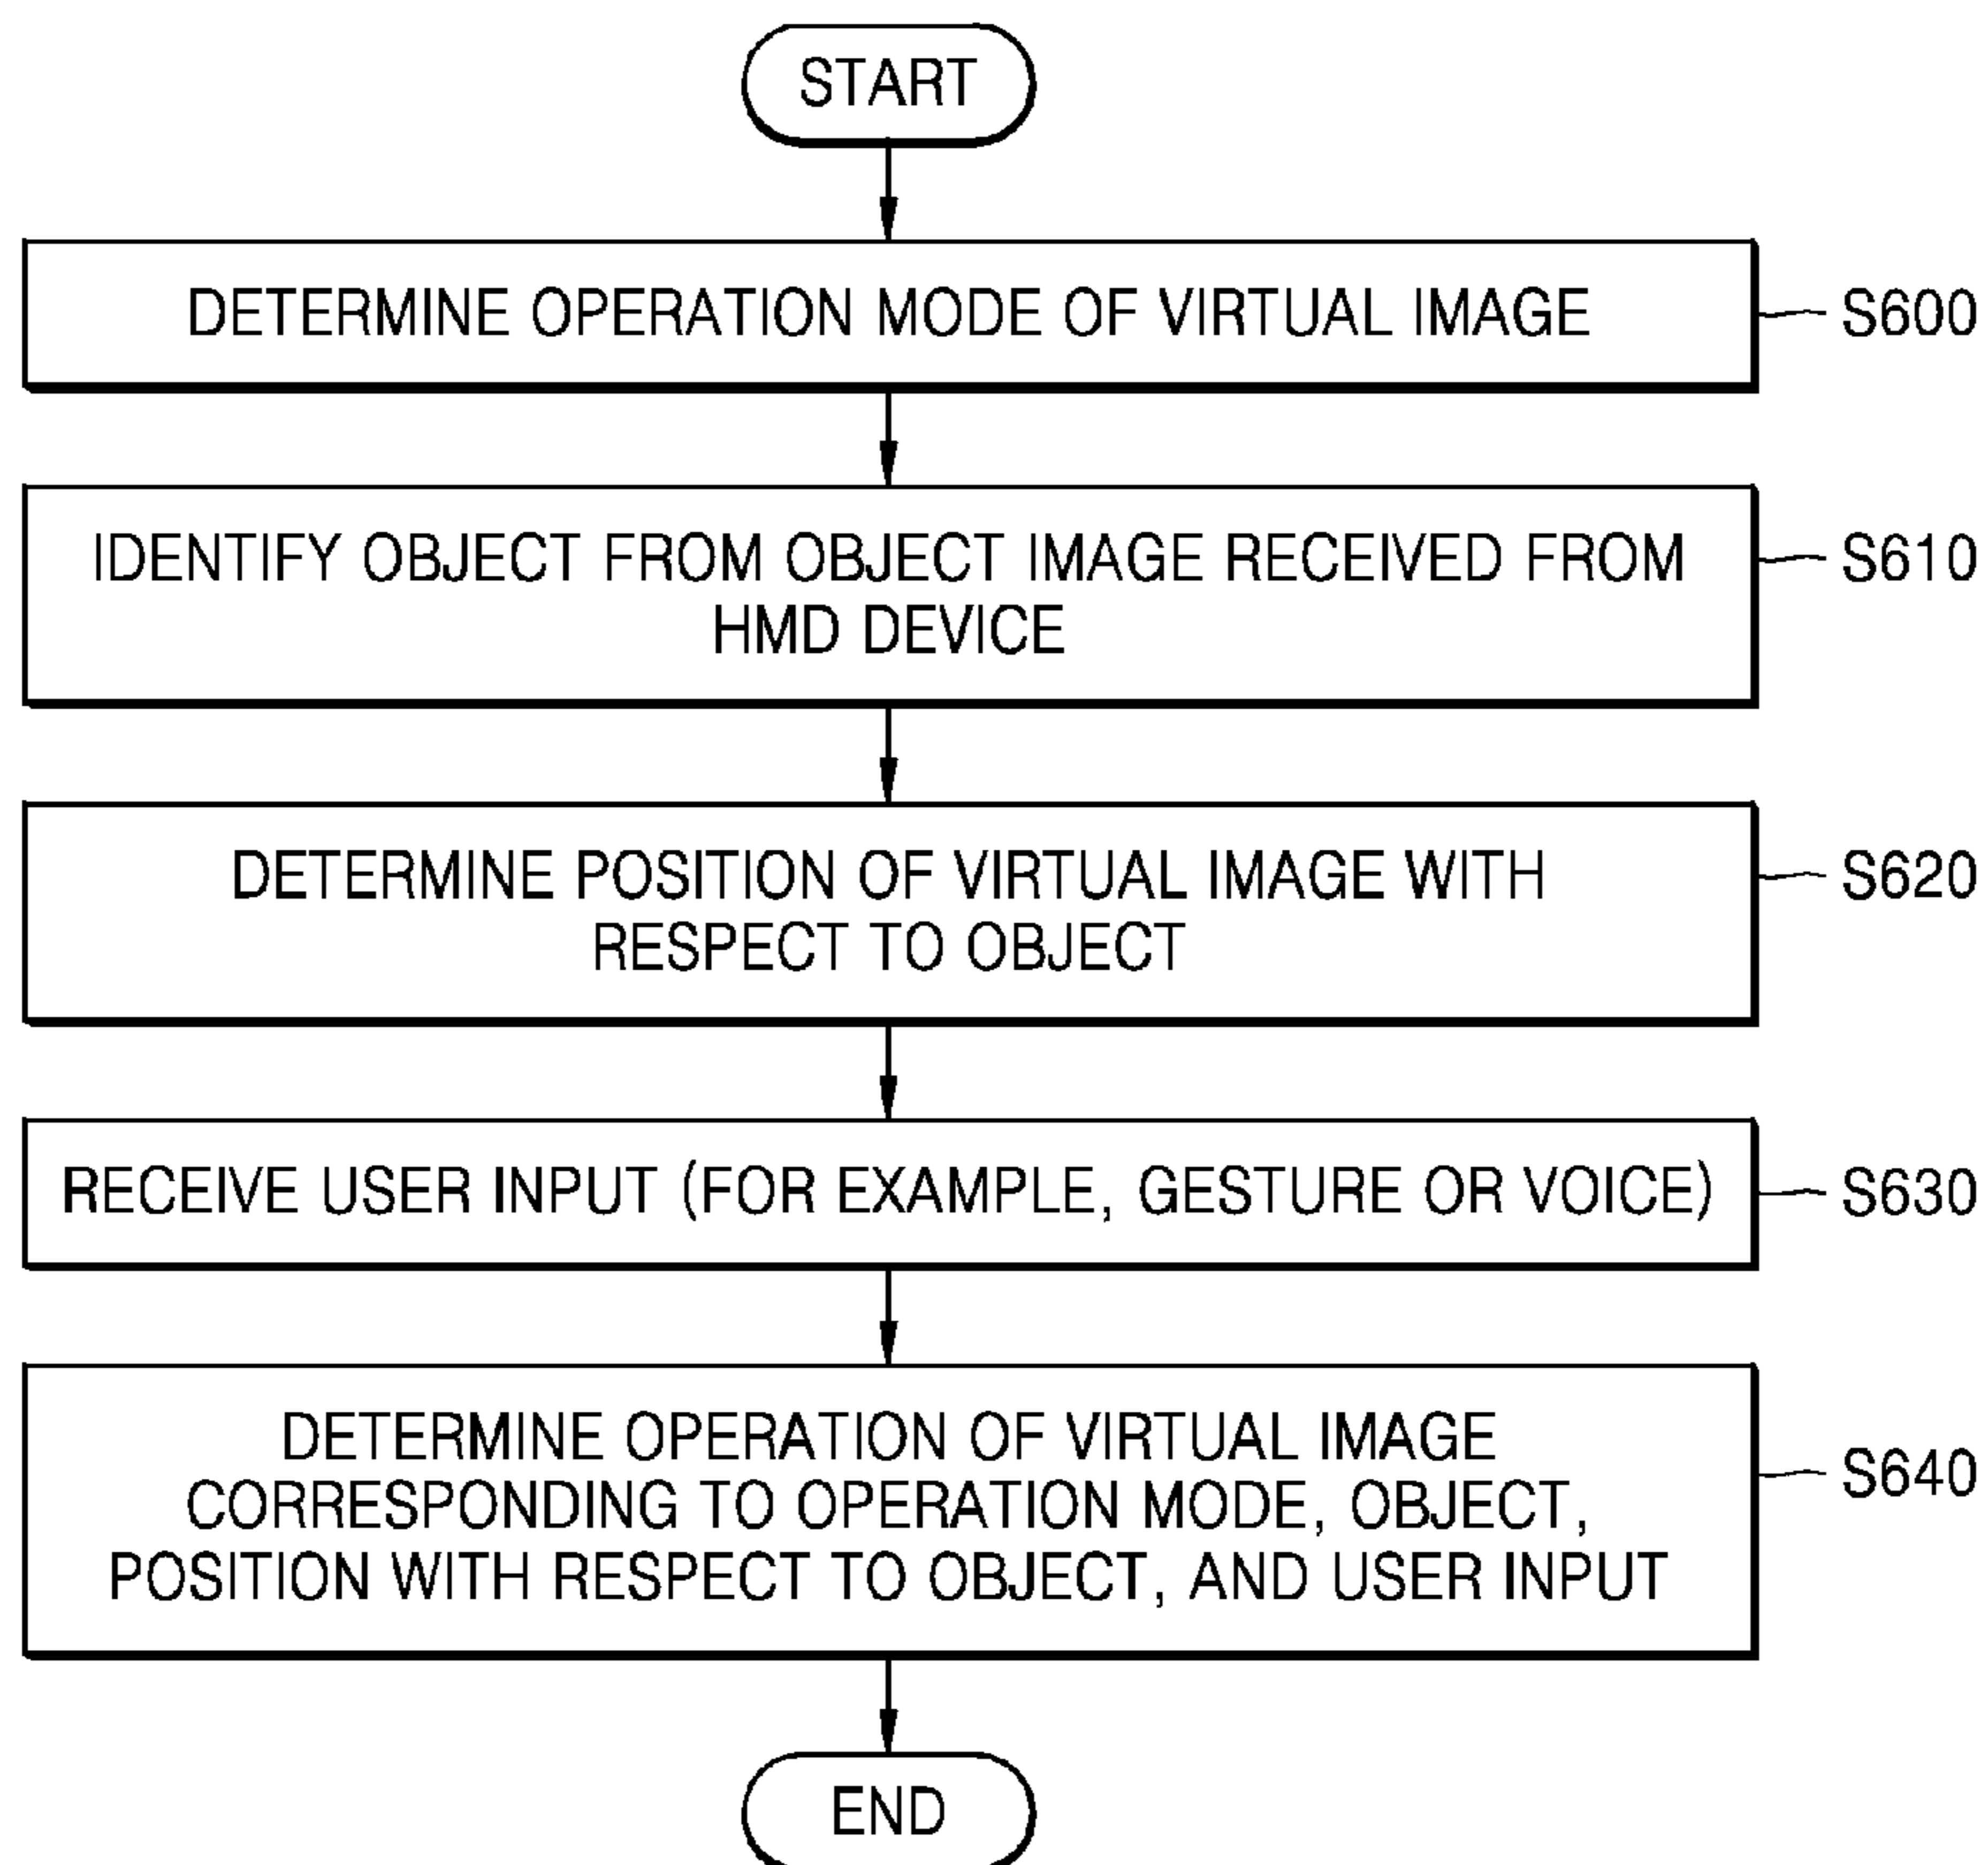 START
DETERMINE OPERATION MODE OF VIRTUAL IMAGE
S600
IDENTIFY OBJECT FROM OBJECT IMAGE RECEIVED FROM
HMD DEVICE
S610
DETERMINE POSITION OF VIRTUAL IMAGE WITH
RESPECT TO OBJECT
S620
RECEIVE USER INPUT (FOR EXAMPLE, GESTURE OR VOICE)
S630
DETERMINE OPERATION OF VIRTUAL IMAGE
CORRESPONDING TO OPERATION MODE, OBJECT,
POSITION WITH RESPECT TO OBJECT, AND USER INPUT
S640
END